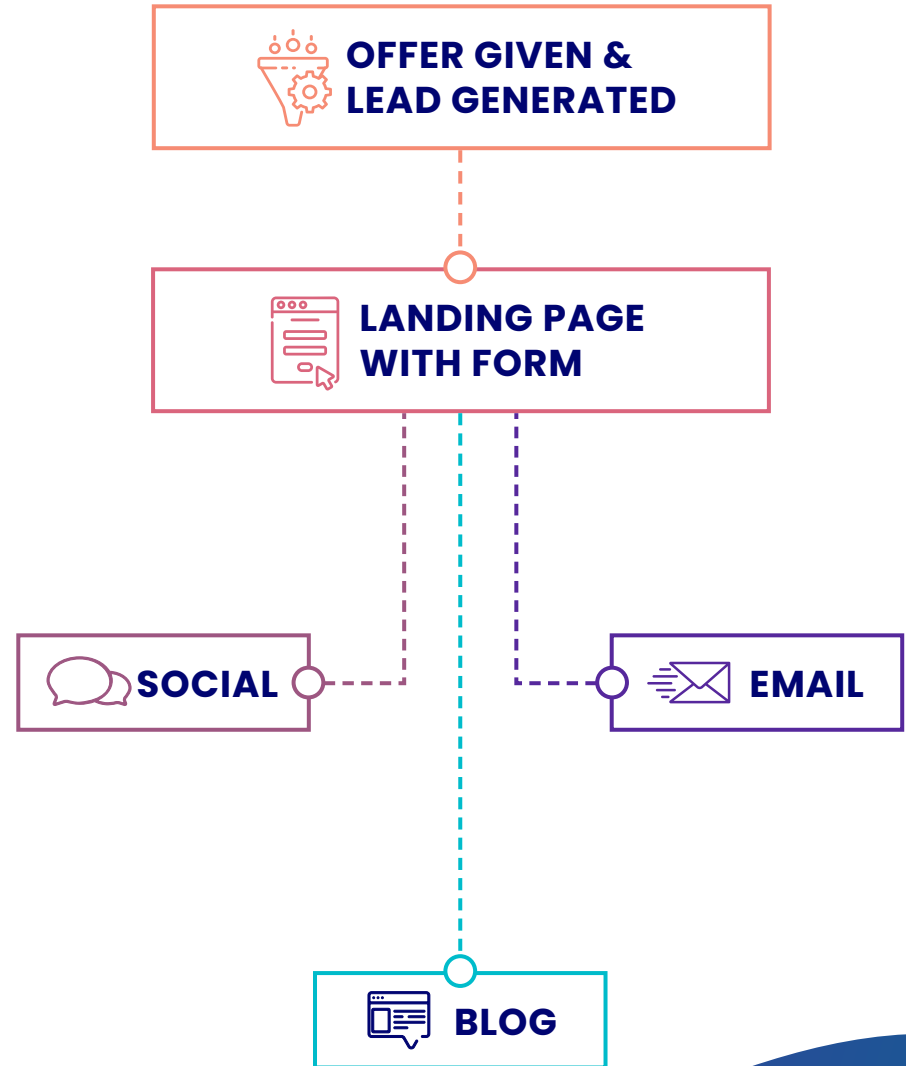 OFFER GIVEN &
LEAD GENERATED
LANDING PAGE
WITH FORM
SOCIAL
EMAIL
BLOG